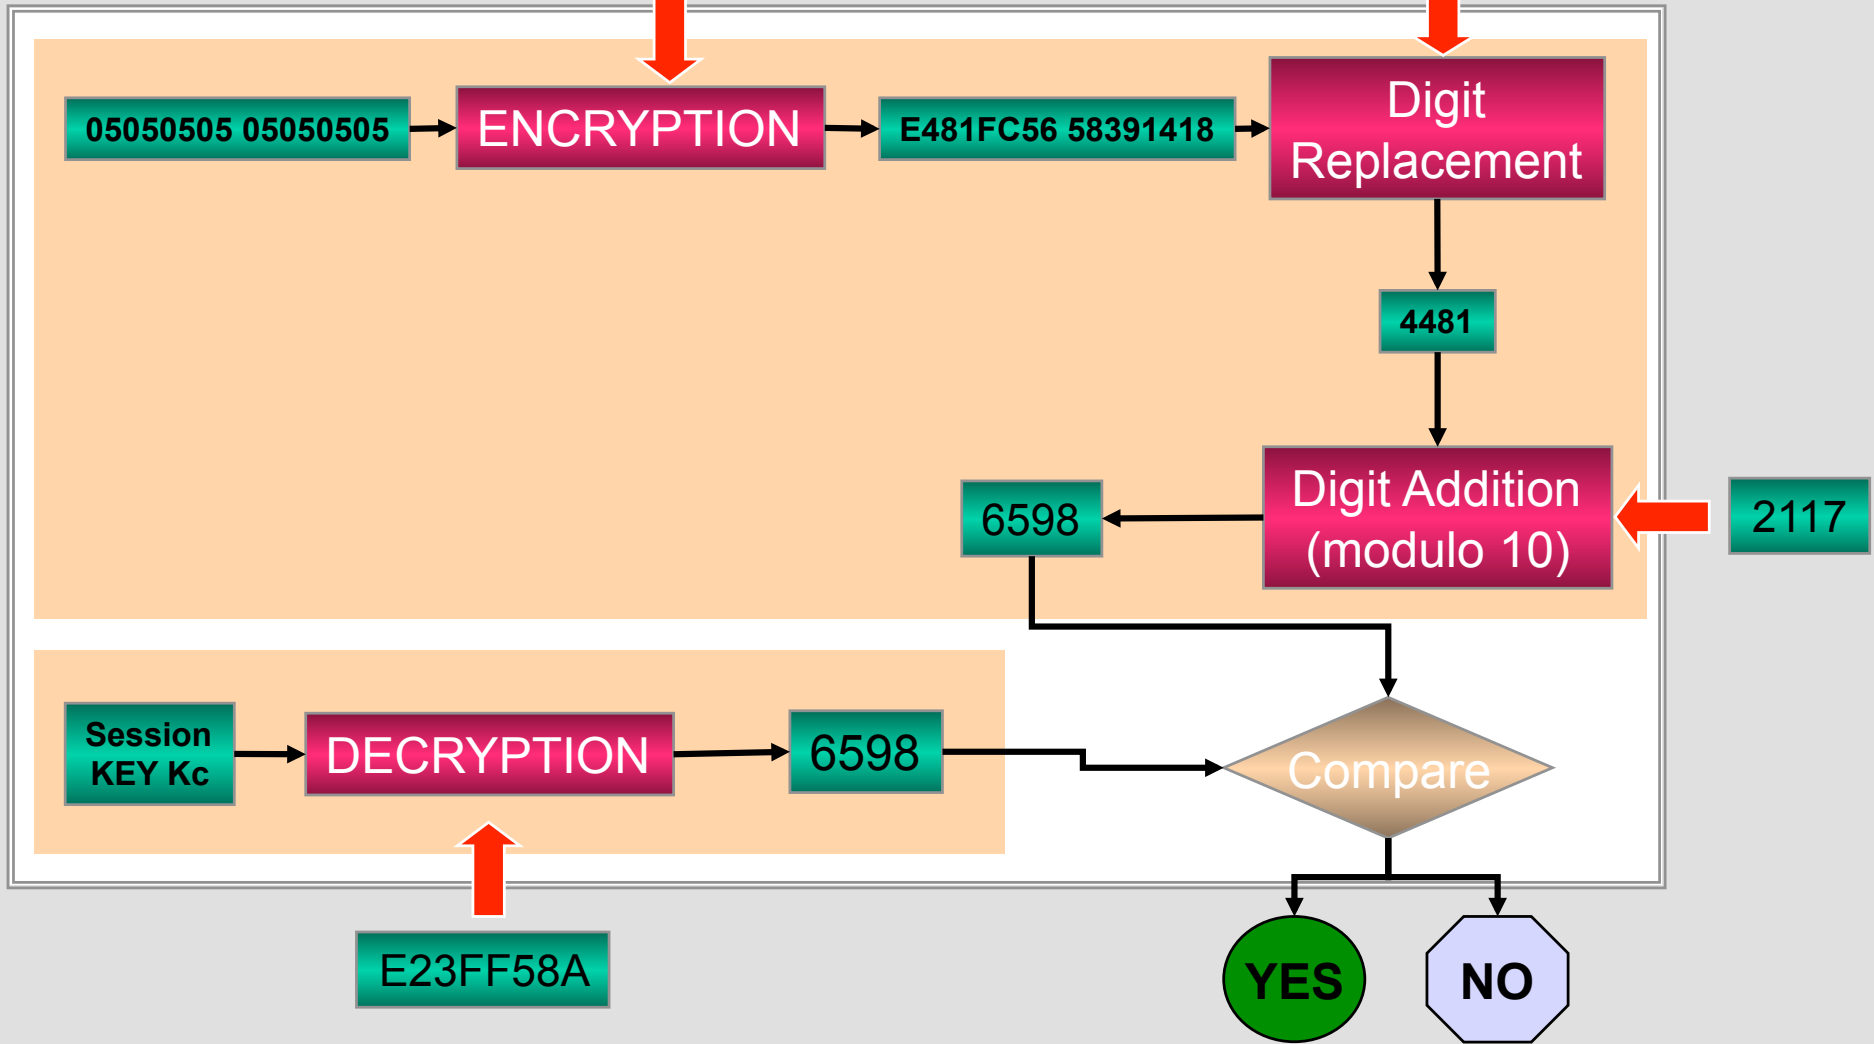 05050505 05050505
ENCRYPTION
E481FC56 58391418
Digit
Replacement
4481
Digit Addition
(modulo 10)
2117
6598
Session
KEY Kc
DECRYPTION
6598
Compare
E23FF58A
YES
NO